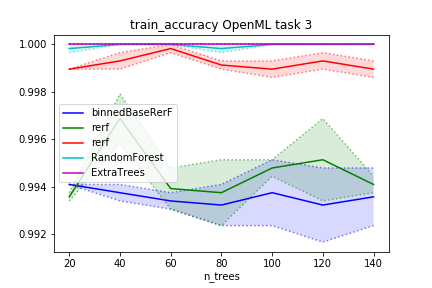 train_accuracy OpenML task 3
1.000
0.998
0.996
0.994
0.992
binnedBaseRerF
rerf
rerf
RandomForest
ExtraTrees
20 40 60 80 100 120 140
n_trees